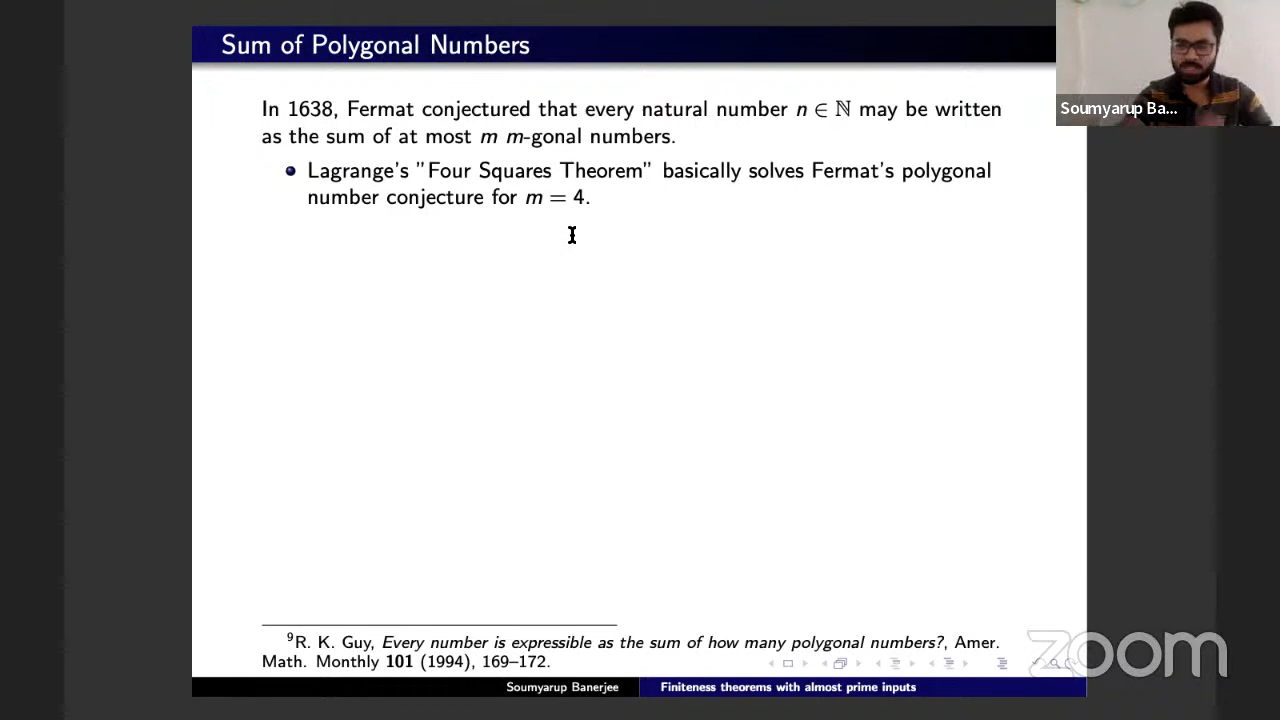 Sum of Polygonal Numbers
Soumyarup Ba...
In 1638, Fermat conjectured that every natural number n ∈ ℕ may be written
as the sum of at most m m-gonal numbers.
Lagrange's "Four Squares Theorem" basically solves Fermat's polygonal
number conjecture for m = 4.
⁹R. K. Guy, Every number is expressible as the sum of how many polygonal numbers?, Amer.
Math. Monthly 101 (1994), 169–172.
zoom
Soumyarup Banerjee Finiteness theorems with almost prime inputs